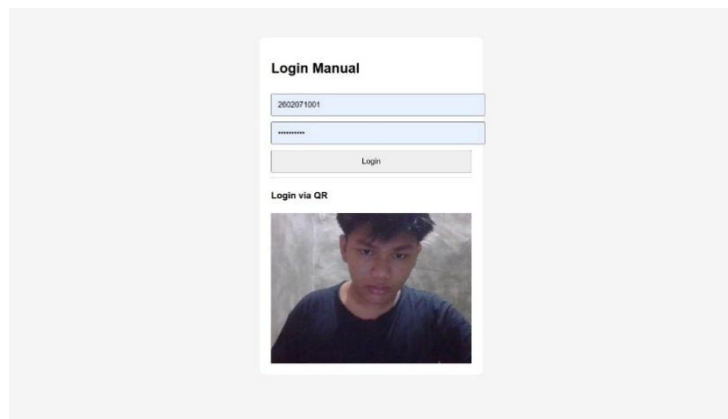 Login Manual
2602071001
••••••••••
Login
Login via QR